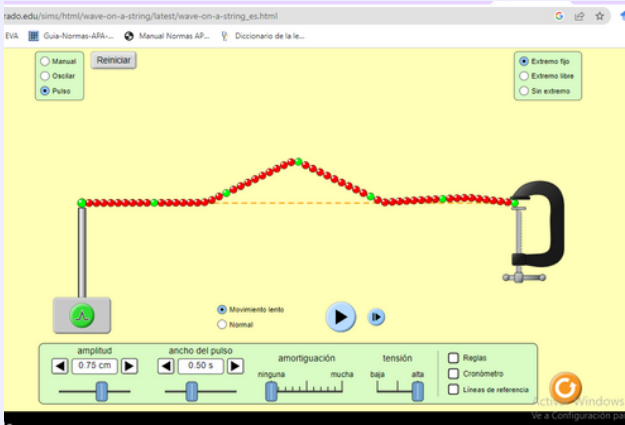 rado.edu/sims/html/wave-on-a-string/latest/wave-on-a-string_es.html
EVA Guia-Normas-APA-... Manual Normas AP... Diccionario de la le...
Manual
Oscilar
Pulso
Reiniciar
Extremo fijo
Extremo libre
Sin extremo
Movimiento lento
Normal
amplitud
0.75 cm
ancho del pulso
0.50 s
amortiguación
ninguna mucha
tensión
baja alta
Reglas
Cronómetro
Líneas de referencia
Windows
Ve a Configuración pa